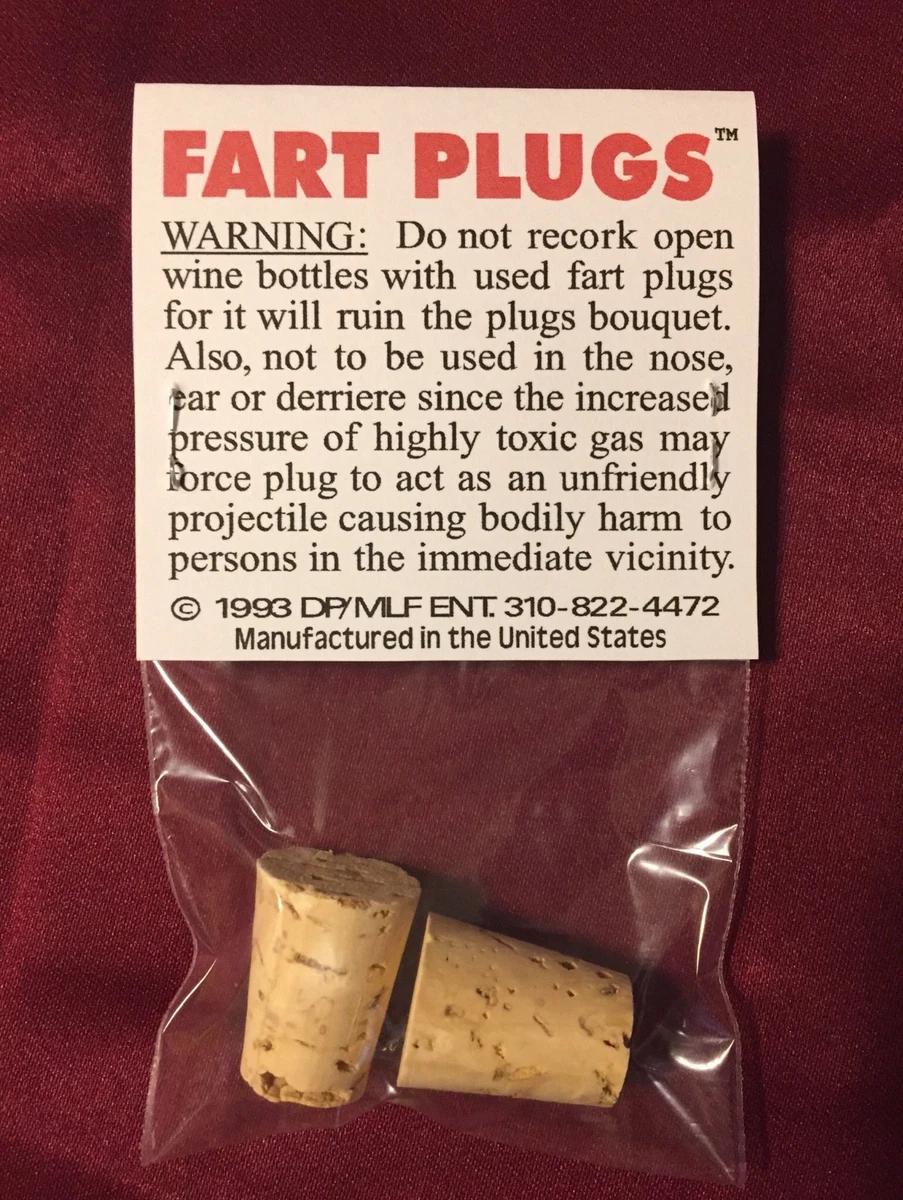 FART PLUGS™
WARNING: Do not recork open
wine bottles with used fart plugs
for it will ruin the plugs bouquet.
Also, not to be used in the nose,
ear or derriere since the increased
pressure of highly toxic gas may
force plug to act as an unfriendly
projectile causing bodily harm to
persons in the immediate vicinity.
© 1993 DP/MLF ENT. 310-822-4472
Manufactured in the United States